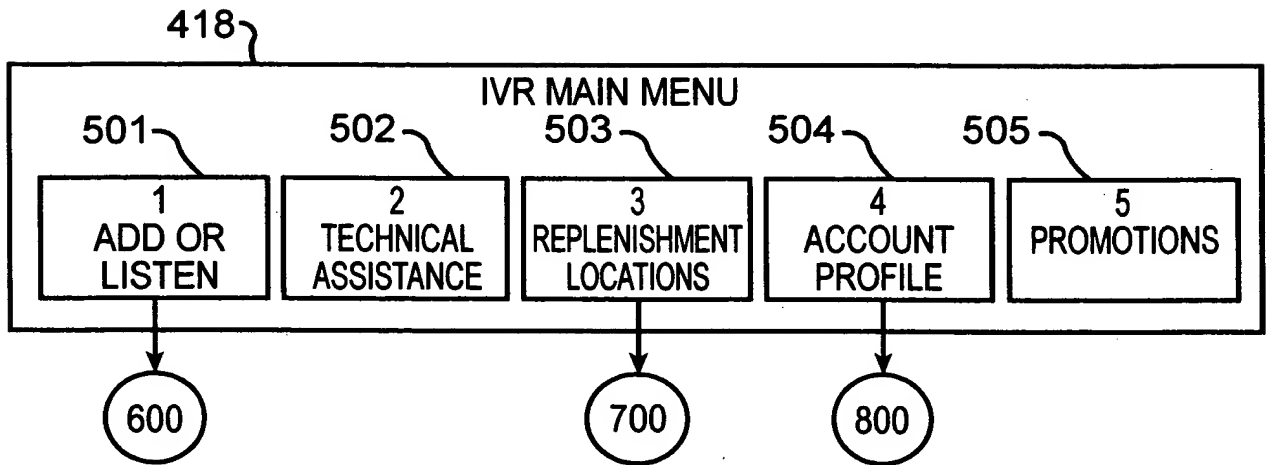 418
IVR MAIN MENU
501
502
503
504
505
1
ADD OR
LISTEN
2
TECHNICAL
ASSISTANCE
3
REPLENISHMENT
LOCATIONS
4
ACCOUNT
PROFILE
5
PROMOTIONS
600
700
800